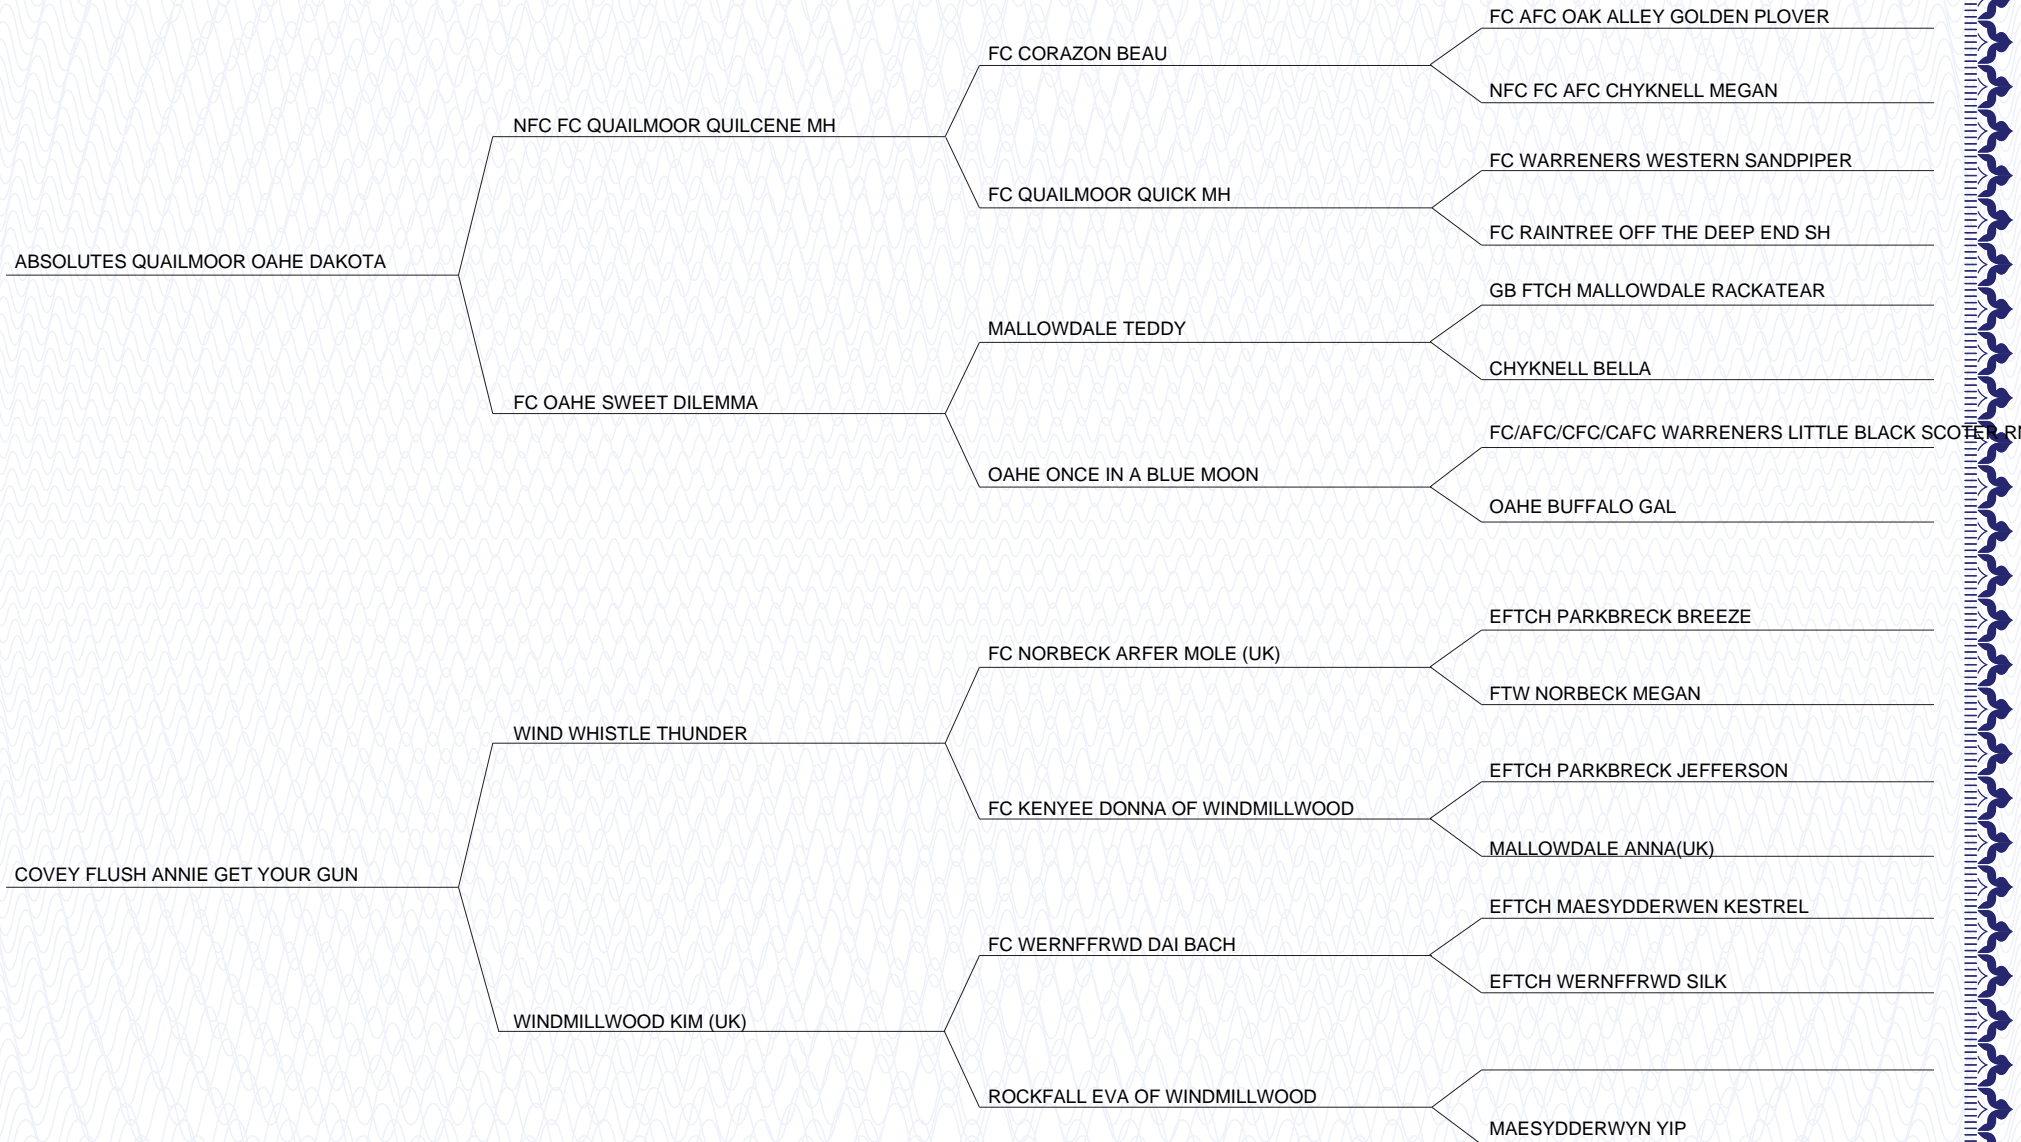 FC AFC OAK ALLEY GOLDEN PLOVER
FC CORAZON BEAU
NFC FC AFC CHYKNELL MEGAN
NFC FC QUAILMOOR QUILCENE MH
FC WARRENERS WESTERN SANDPIPER
FC QUAILMOOR QUICK MH
FC RAINTREE OFF THE DEEP END SH
ABSOLUTES QUAILMOOR OAHE DAKOTA
GB FTCH MALLOWDALE RACKATEAR
MALLOWDALE TEDDY
CHYKNELL BELLA
FC OAHE SWEET DILEMMA
FC/AFC/CFC/CAFC WARRENERS LITTLE BLACK SCOTER
OAHE ONCE IN A BLUE MOON
OAHE BUFFALO GAL
EFTCH PARKBRECK BREEZE
FC NORBECK ARFER MOLE (UK)
FTW NORBECK MEGAN
WIND WHISTLE THUNDER
EFTCH PARKBRECK JEFFERSON
FC KENYEE DONNA OF WINDMILLWOOD
MALLOWDALE ANNA(UK)
COVEY FLUSH ANNIE GET YOUR GUN
EFTCH MAESYDDERWEN KESTREL
FC WERNFFRWD DAI BACH
EFTCH WERNFFRWD SILK
WINDMILLWOOD KIM (UK)
ROCKFALL EVA OF WINDMILLWOOD
MAESYDDERWYN YIP